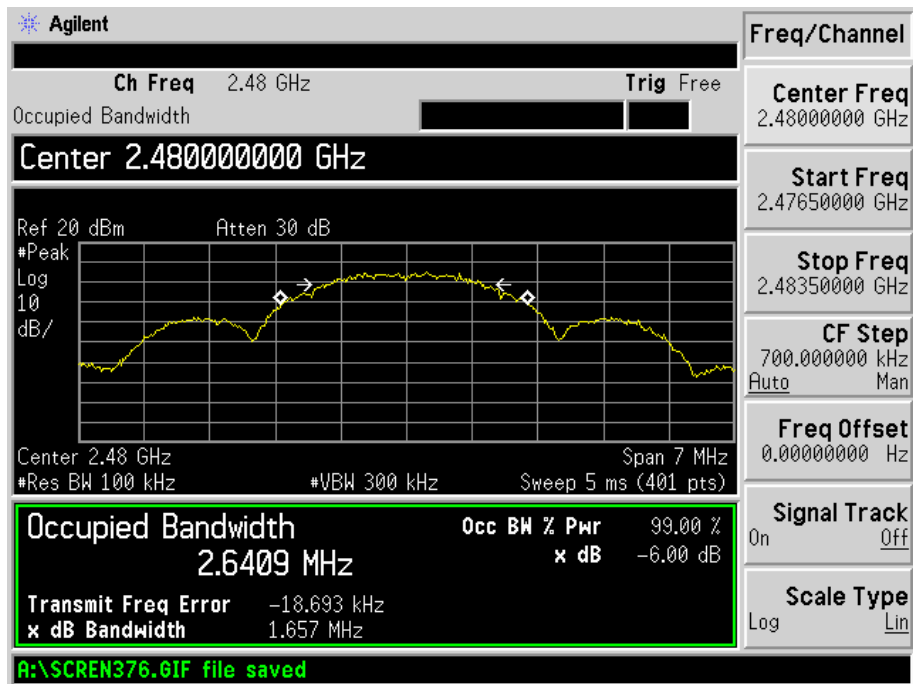 Agilent
Ch Freq 2.48 GHz Trig Free
Occupied Bandwidth
Center 2.480000000 GHz
Ref 20 dBm Atten 30 dB
#Peak
Log
10
dB/
Center 2.48 GHz Span 7 MHz
#Res BW 100 kHz #VBW 300 kHz Sweep 5 ms (401 pts)
Occupied Bandwidth Occ BW % Pwr 99.00 %
2.6409 MHz x dB -6.00 dB
Transmit Freq Error -18.693 kHz
x dB Bandwidth 1.657 MHz
A:\SCREN376.GIF file saved
Freq/Channel
Center Freq
2.48000000 GHz
Start Freq
2.47650000 GHz
Stop Freq
2.48350000 GHz
CF Step
700.000000 kHz
Auto Man
Freq Offset
0.00000000 Hz
Signal Track
On Off
Scale Type
Log Lin